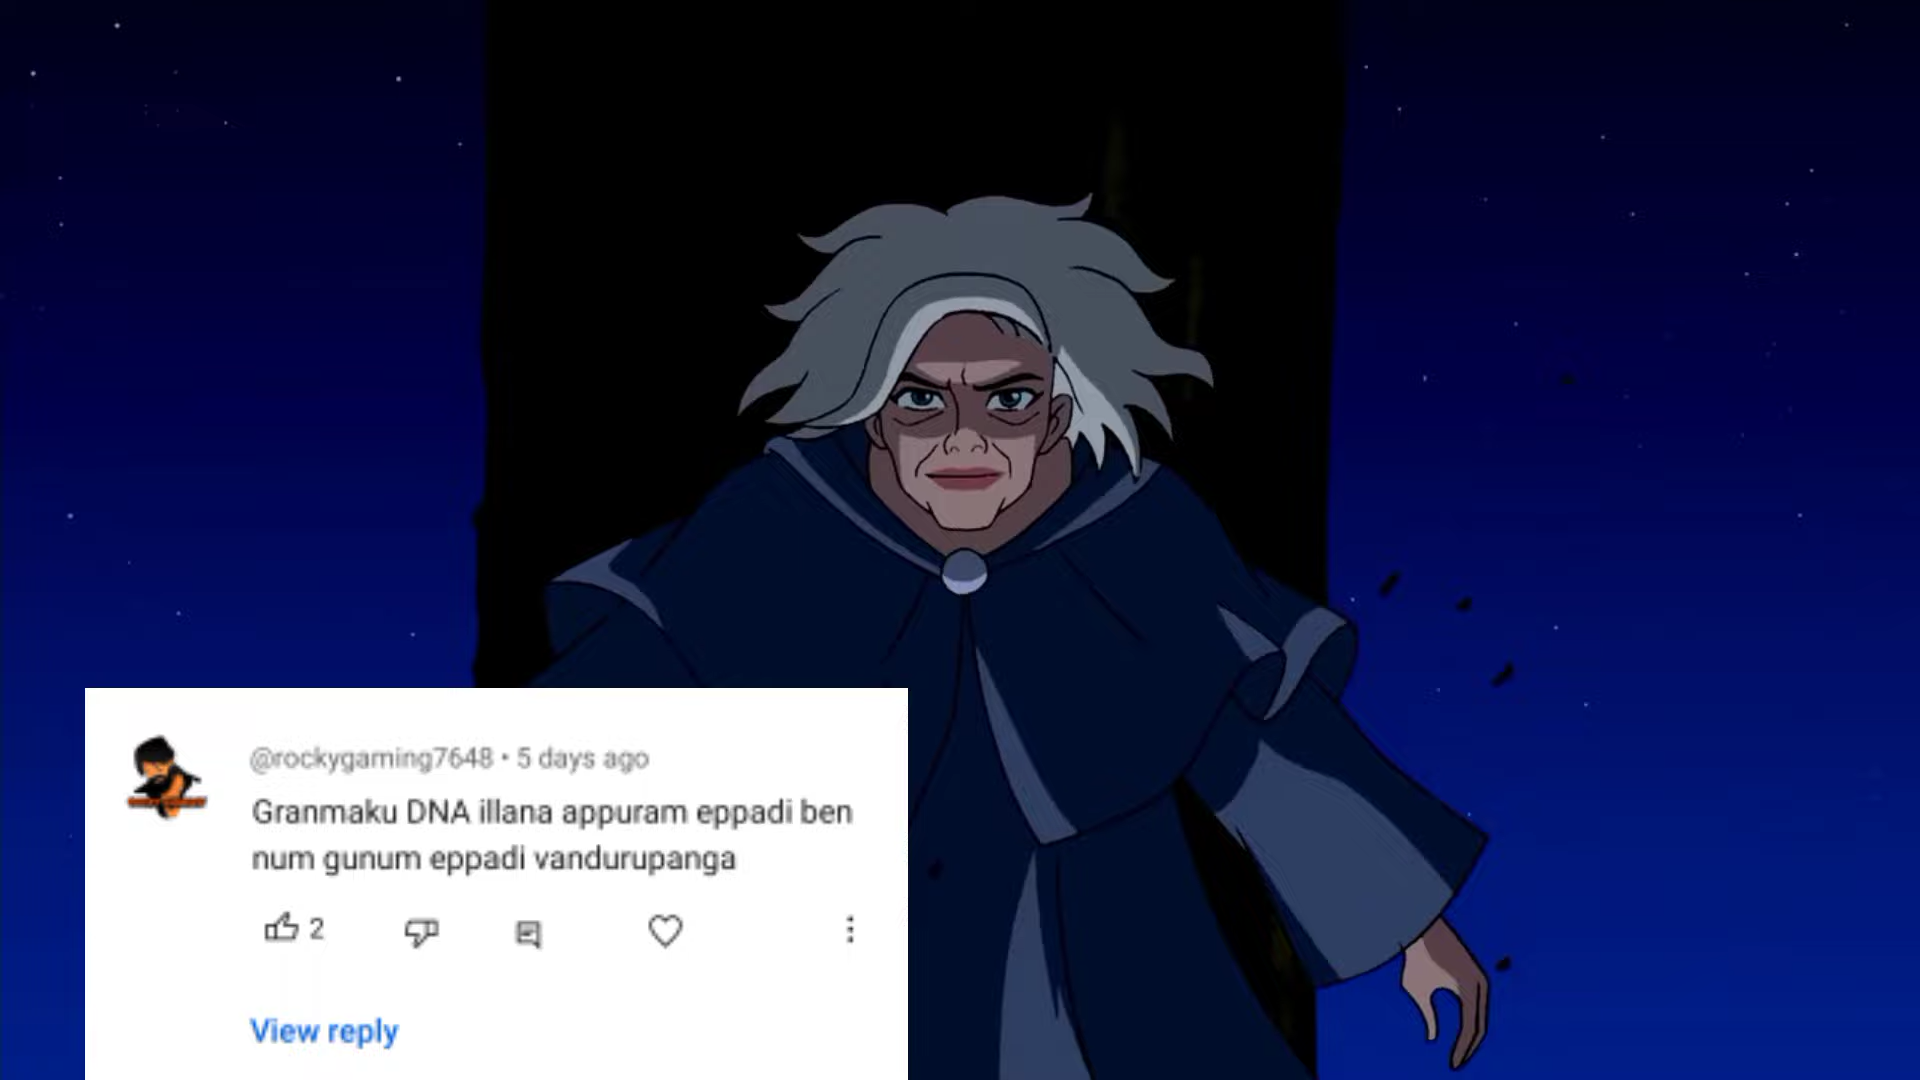 @rockygaming7648 • 5 days ago
Granmaku DNA illana appuram eppadi ben
num gunum eppadi vandurupanga
2
View reply